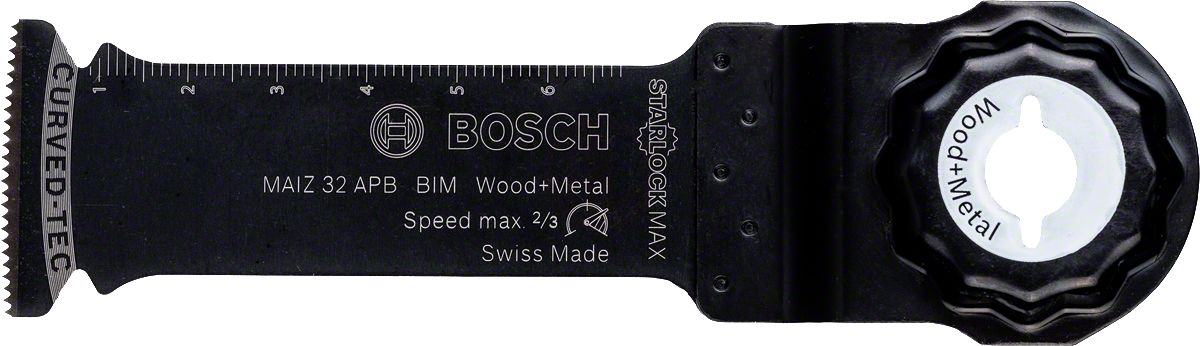 CURVED-TEC
1 2 3 4 5 6
BOSCH
MAIZ 32 APB BIM Wood+Metal
Speed max. 2/3
Swiss Made
STARLOCK MAX
Wood+Metal